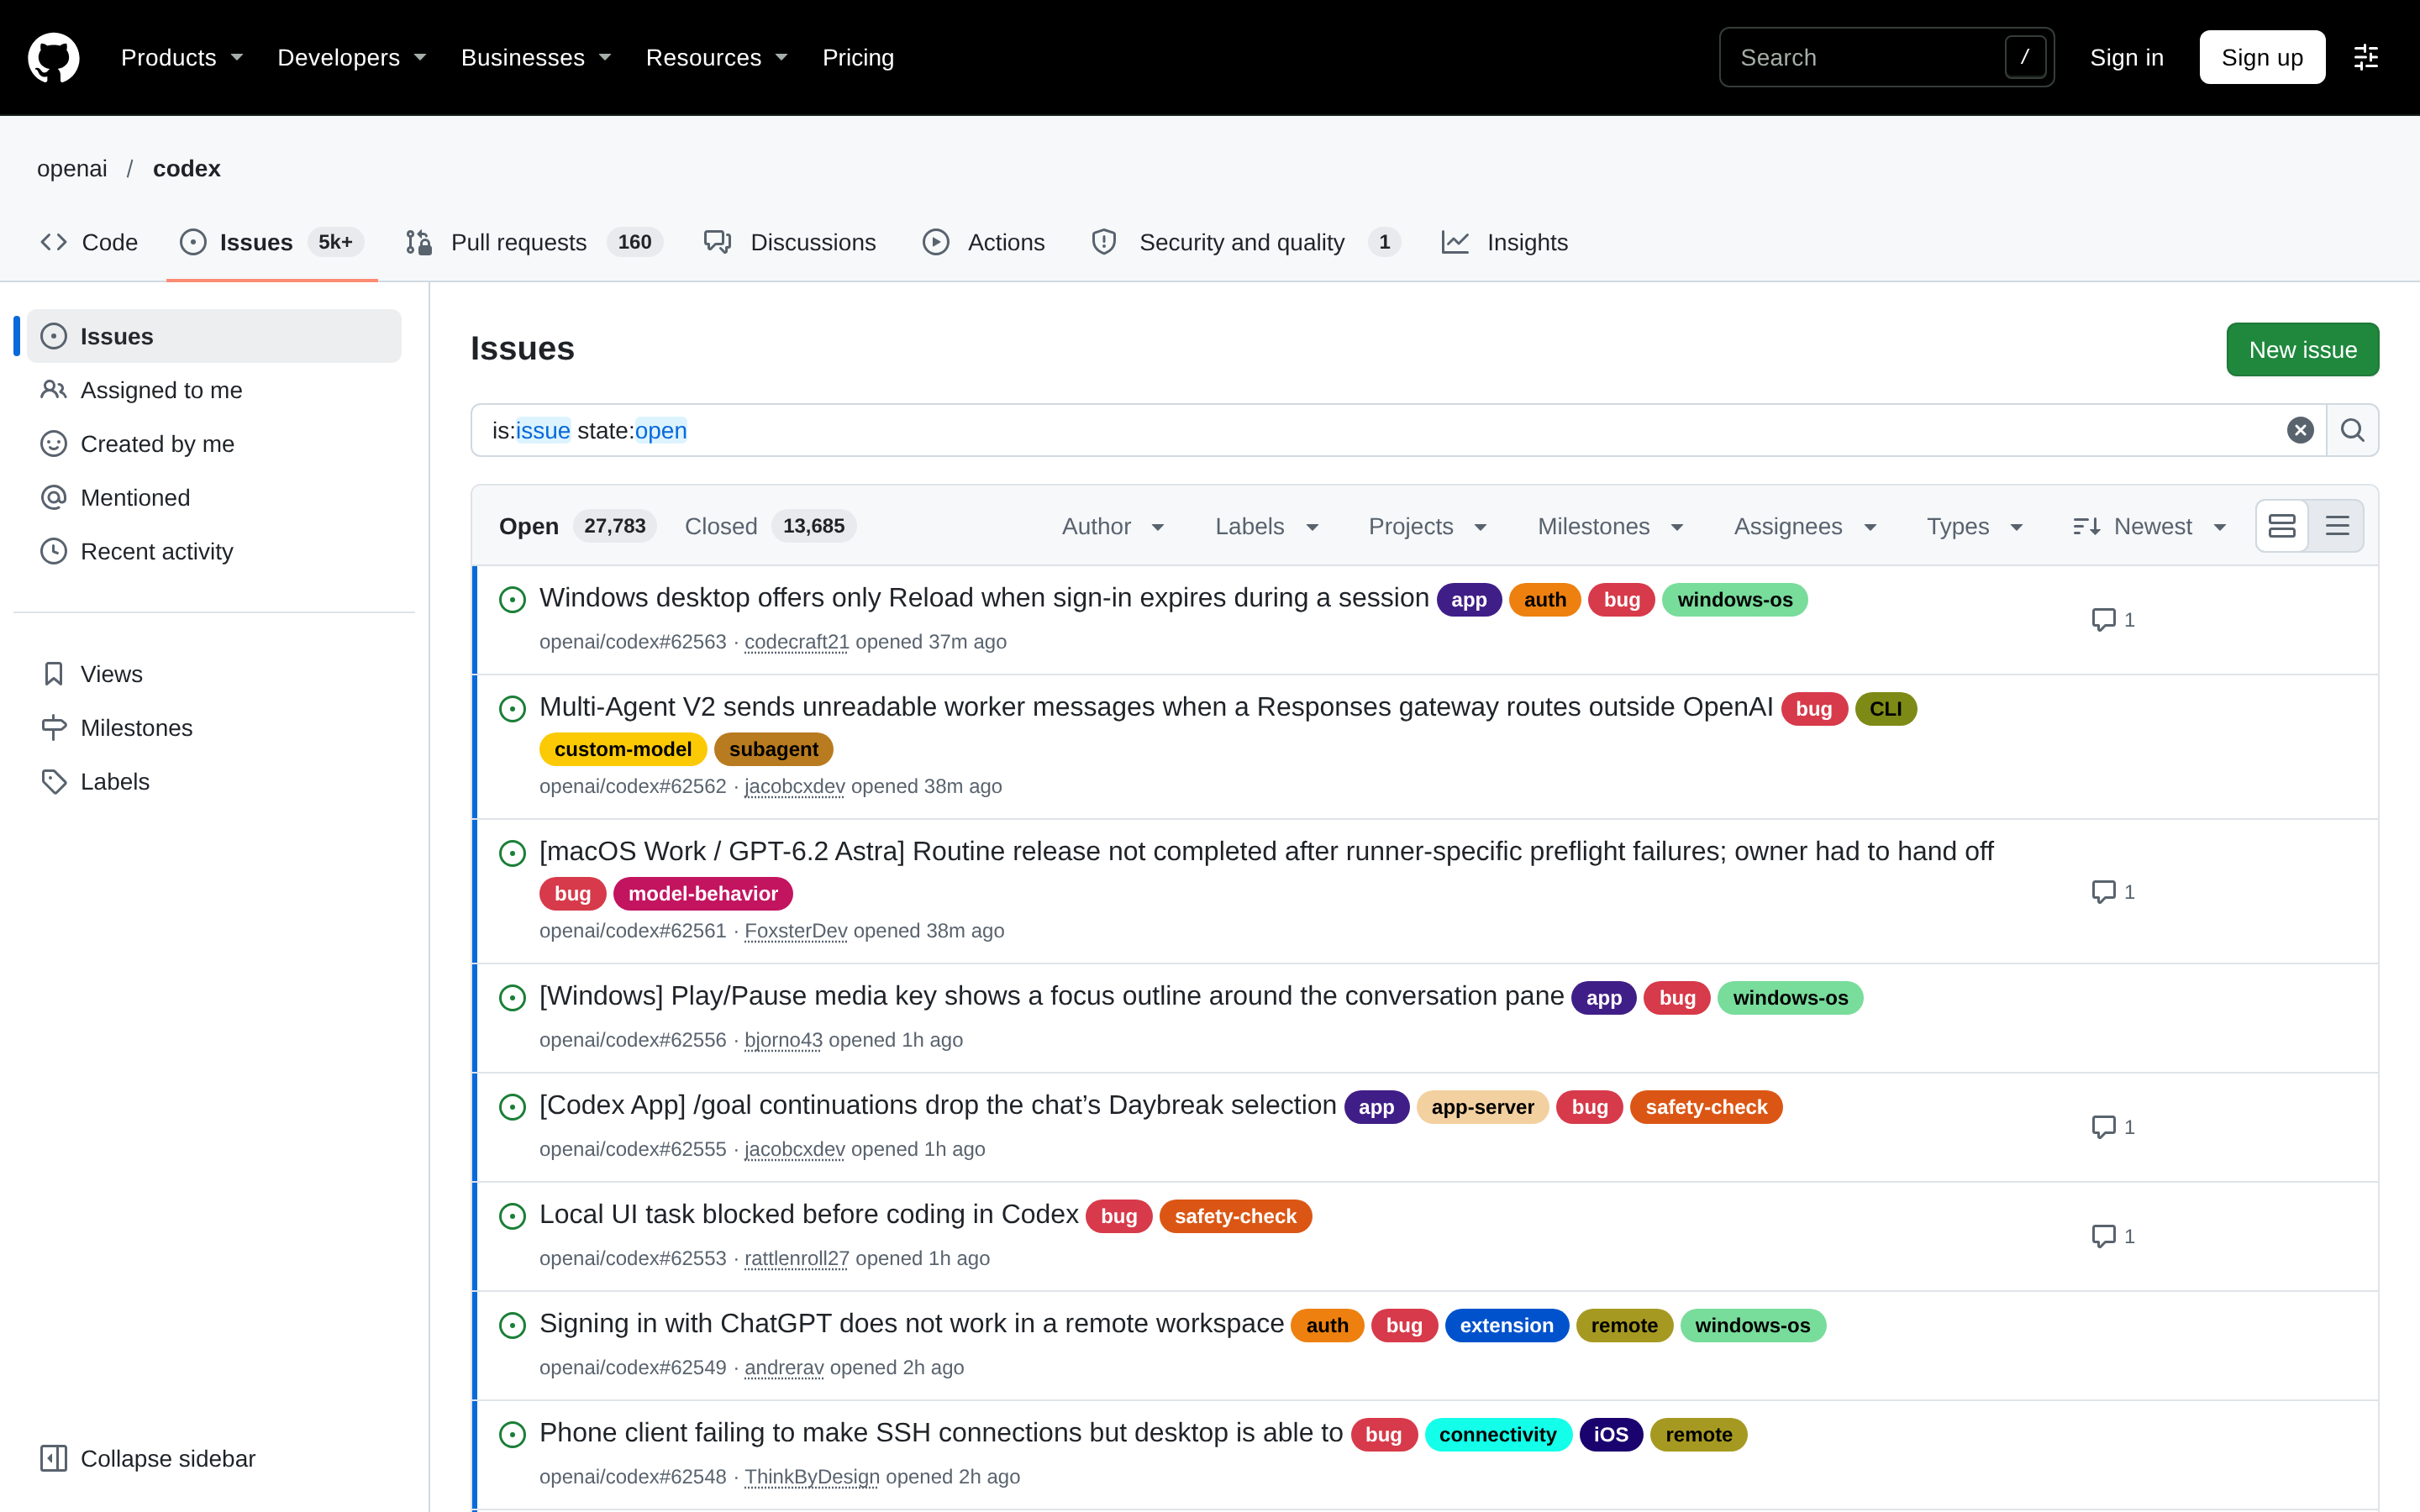 Products Developers Businesses Resources Pricing Search / Sign in Sign up
openai / codex
Code Issues 5k+ Pull requests 160 Discussions Actions Security and quality 1 Insights
Issues
Assigned to me
Created by me
Mentioned
Recent activity
Views
Milestones
Labels
Collapse sidebar
Issues New issue
is:issue state:open
Open 27,783 Closed 13,685 Author Labels Projects Milestones Assignees Types Newest
Windows desktop offers only Reload when sign-in expires during a session app auth bug windows-os 1
openai/codex#62563 · codecraft21 opened 37m ago
Multi-Agent V2 sends unreadable worker messages when a Responses gateway routes outside OpenAI bug CLI
custom-model subagent
openai/codex#62562 · jacobcxdev opened 38m ago
[macOS Work / GPT-6.2 Astra] Routine release not completed after runner-specific preflight failures; owner had to hand off
bug model-behavior 1
openai/codex#62561 · FoxsterDev opened 38m ago
[Windows] Play/Pause media key shows a focus outline around the conversation pane app bug windows-os
openai/codex#62556 · bjorno43 opened 1h ago
[Codex App] /goal continuations drop the chat’s Daybreak selection app app-server bug safety-check 1
openai/codex#62555 · jacobcxdev opened 1h ago
Local UI task blocked before coding in Codex bug safety-check 1
openai/codex#62553 · rattlenroll27 opened 1h ago
Signing in with ChatGPT does not work in a remote workspace auth bug extension remote windows-os
openai/codex#62549 · andrerav opened 2h ago
Phone client failing to make SSH connections but desktop is able to bug connectivity iOS remote
openai/codex#62548 · ThinkByDesign opened 2h ago